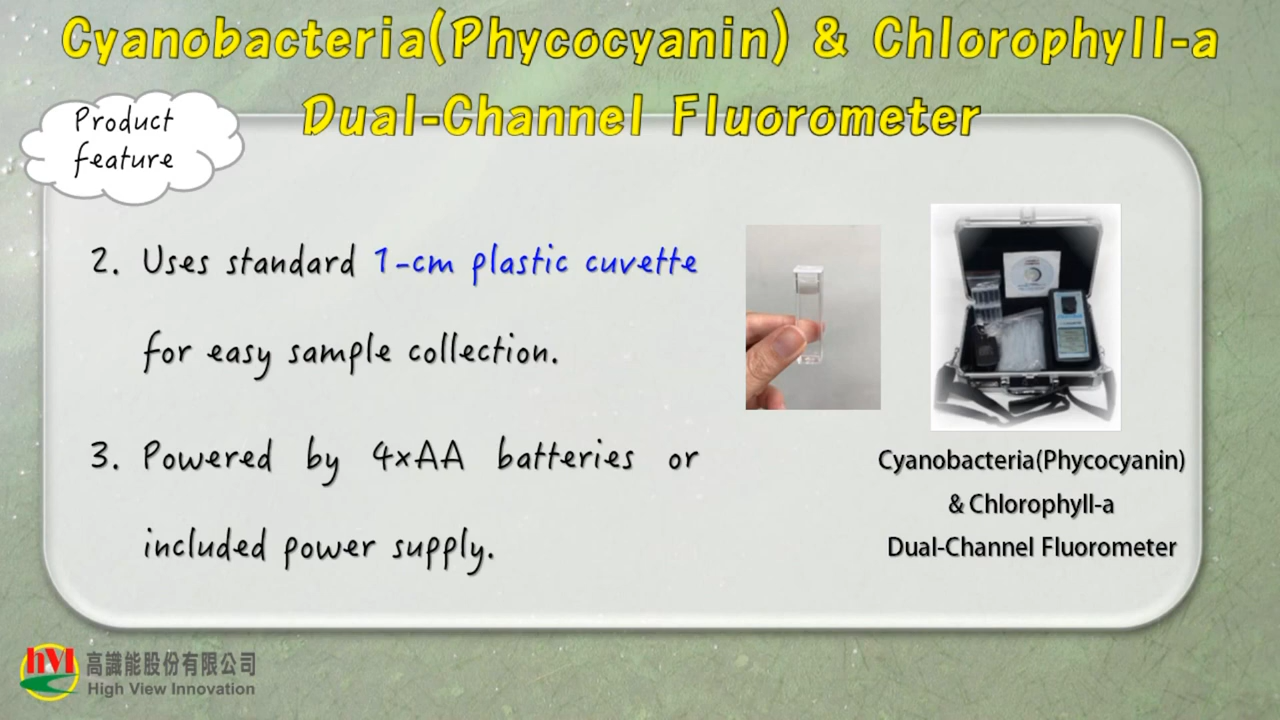 Cyanobacteria(Phycocyanin) & Chlorophyll-a
Dual-Channel Fluorometer
Product
feature
2. Uses standard 1-cm plastic cuvette
for easy sample collection.
3. Powered by 4xAA batteries or
included power supply.
Cyanobacteria(Phycocyanin)
& Chlorophyll-a
Dual-Channel Fluorometer
hVI
高識能股份有限公司
High View Innovation